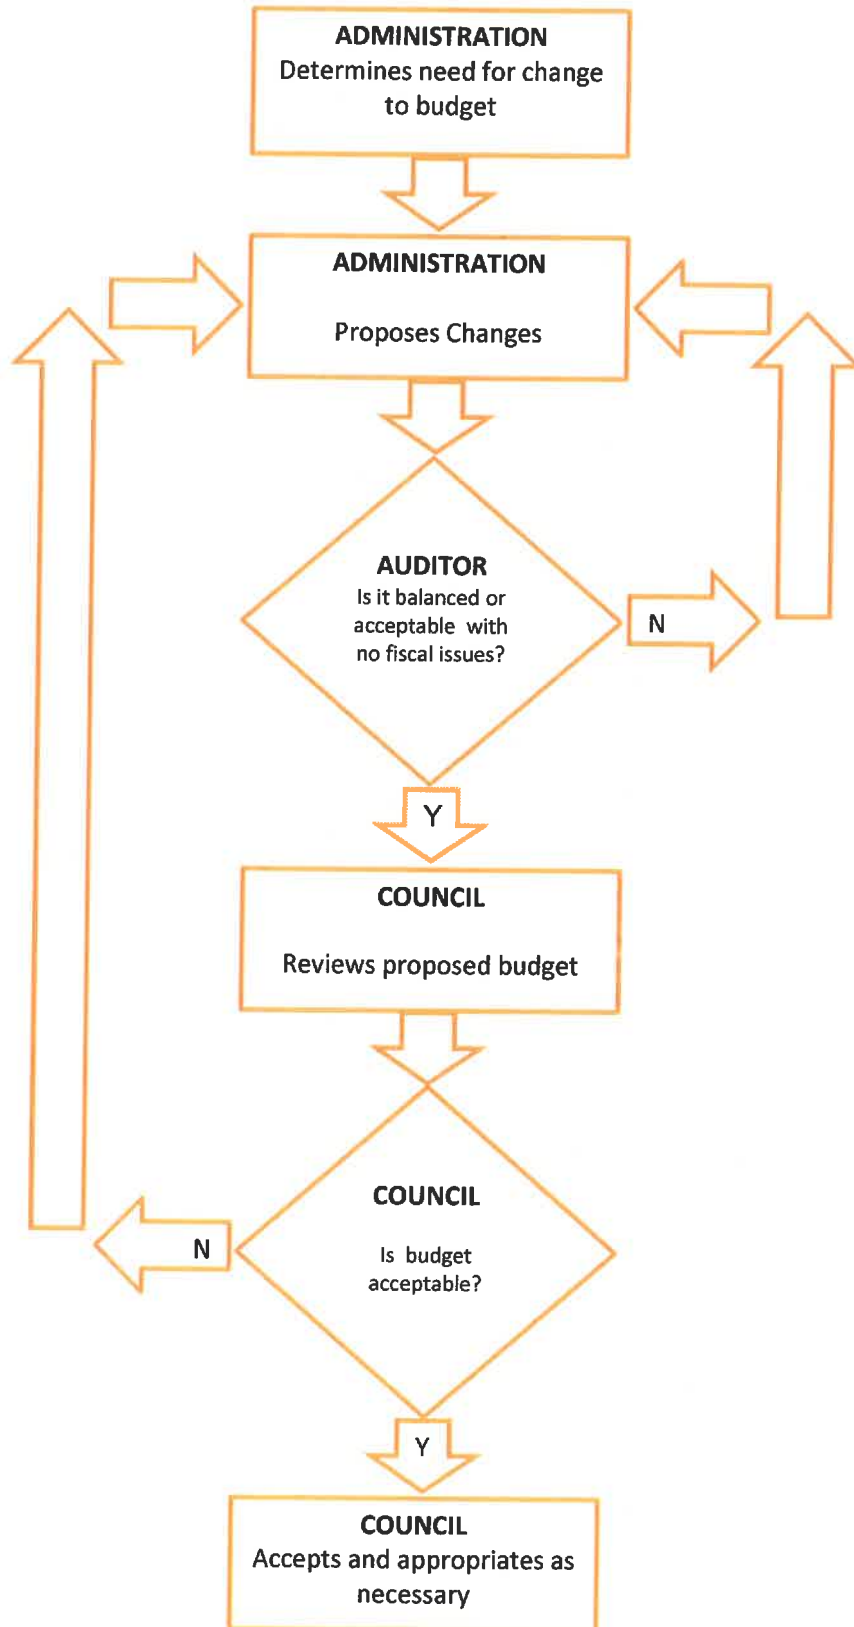 ADMINISTRATION
Determines need for change
to budget
ADMINISTRATION
Proposes Changes
AUDITOR
Is it balanced or
acceptable with
no fiscal issues?
N
Y
COUNCIL
Reviews proposed budget
COUNCIL
Is budget
acceptable?
N
Y
COUNCIL
Accepts and appropriates as
necessary